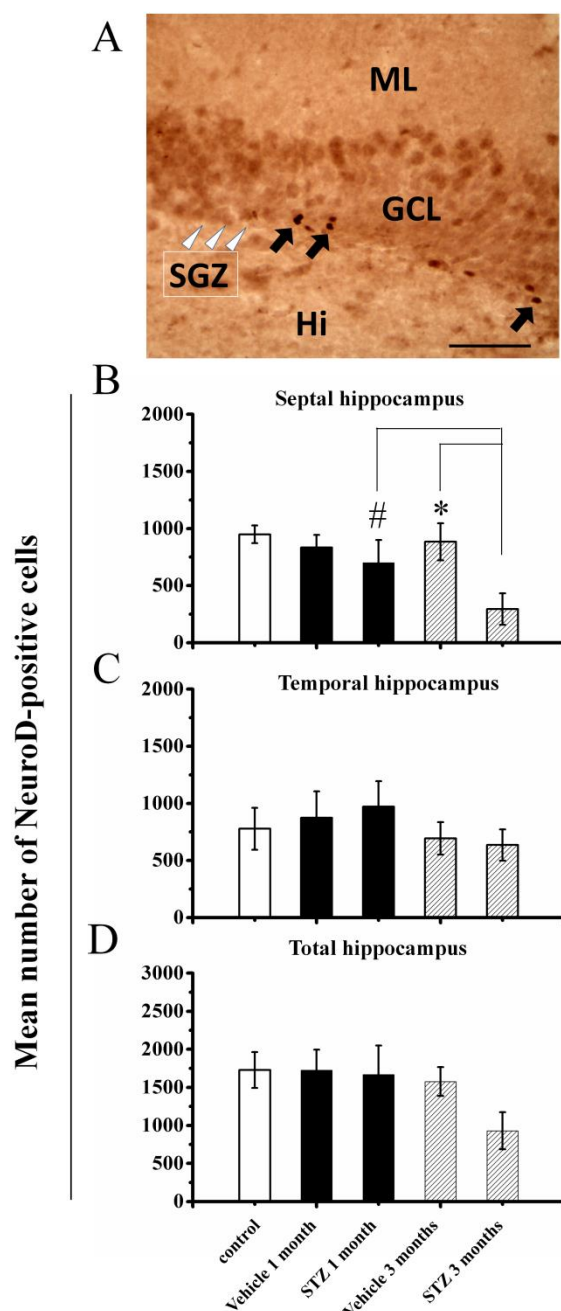 A
ML
GCL
SGZ
Hi
Mean number of NeuroD-positive cells
B
Septal hippocampus
2000
1500
1000
500
0
#
*
C
Temporal hippocampus
2000
1500
1000
500
0
D
Total hippocampus
3000
2500
2000
1500
1000
500
0
control
Vehicle 1 month
STZ 1 month
Vehicle 3 months
STZ 3 months